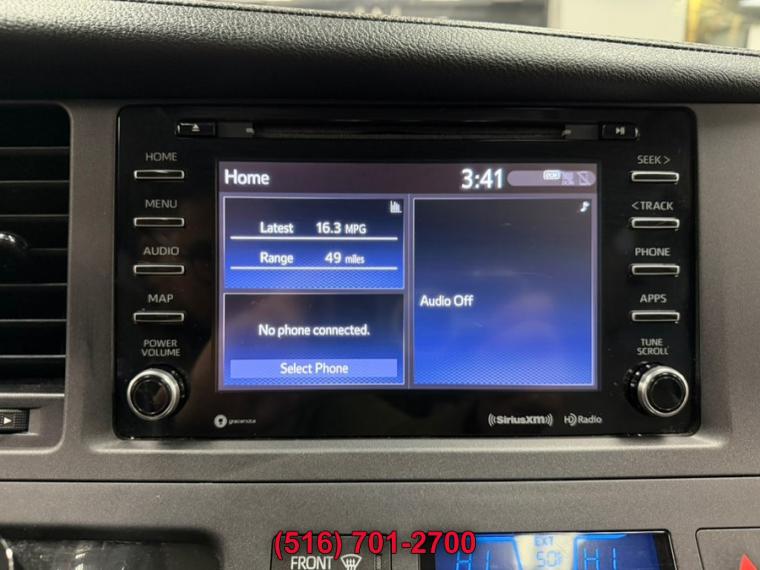 HOME
MENU
AUDIO
MAP
POWER
VOLUME
Home
3:41
Latest 16.3 MPG
Range 49 miles
No phone connected.
Select Phone
Audio Off
SEEK >
< TRACK
PHONE
APPS
TUNE
SCROLL
gracenote
((SiriusXM))
HD Radio
(516) 701-2700
FRONT
EXT
HI 50°F HI